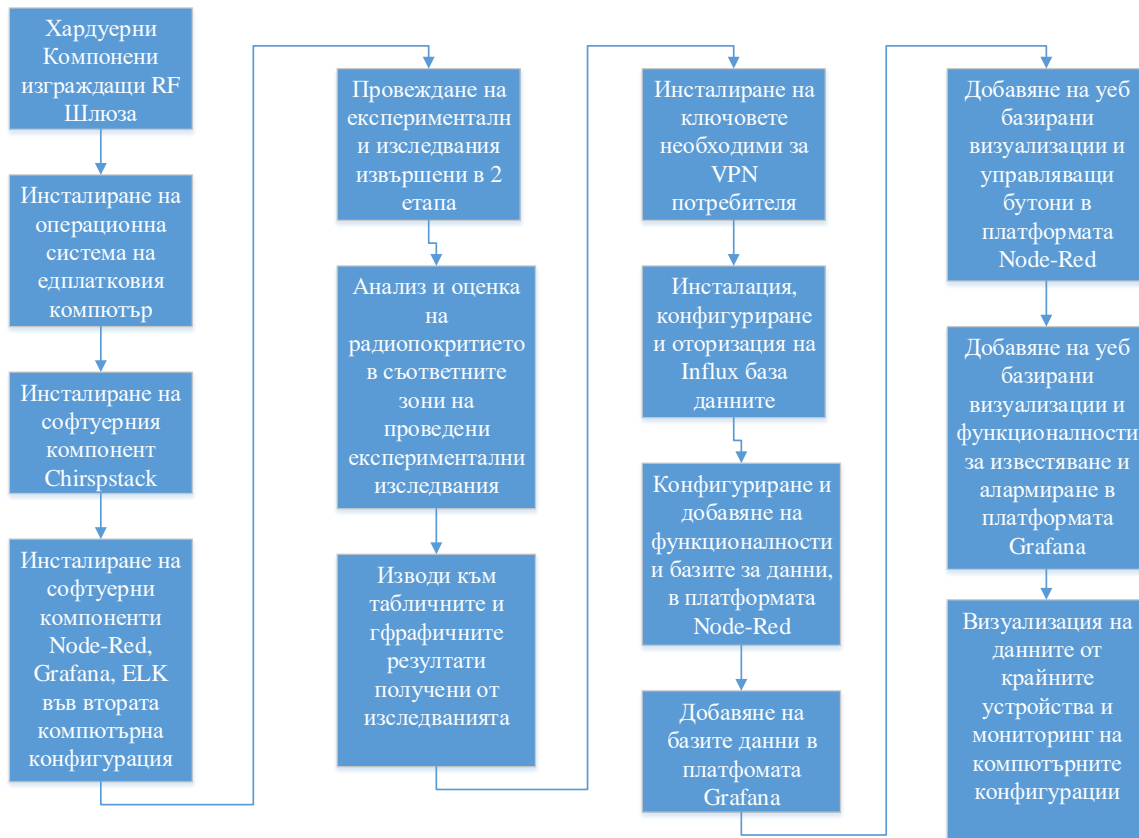 Хардуерни
Компонени
изграждащи RF
Шлюза
Инсталиране на
операционна
система на
едплатковия
компютър
Инсталиране на
софтуерния
компонент
Chirspstack
Инсталиране на
софтуерни
компоненти
Node-Red,
Grafana, ELK
във втората
компютърна
конфигурация
Провеждане на
експерименталн
и изследвания
извършени в 2
етапа
Анализ и оценка
на
радиопокритието
в съответните
зони на
проведени
експериментални
изследвания
Изводи към
табличните и
гфрафичните
резултати
получени от
изследванията
Инсталиране на
ключовете
необходими за
VPN
потребителя
Инсталация,
конфигуриране
и оторизация на
Influx база
данните
Конфигуриране и
добавяне на
функционалности
и базите за данни,
в платформата
Node-Red
Добавяне на
базите данни в
платфомата
Grafana
Добавяне на уеб
базирани
визуализации и
управляващи
бутони в
платформата
Node-Red
Добавяне на уеб
базирани
визуализации и
функционалности
за известяване и
алармиране в
платформата
Grafana
Визуализация на
данните от
крайните
устройства и
мониторинг на
компютърните
конфигурации